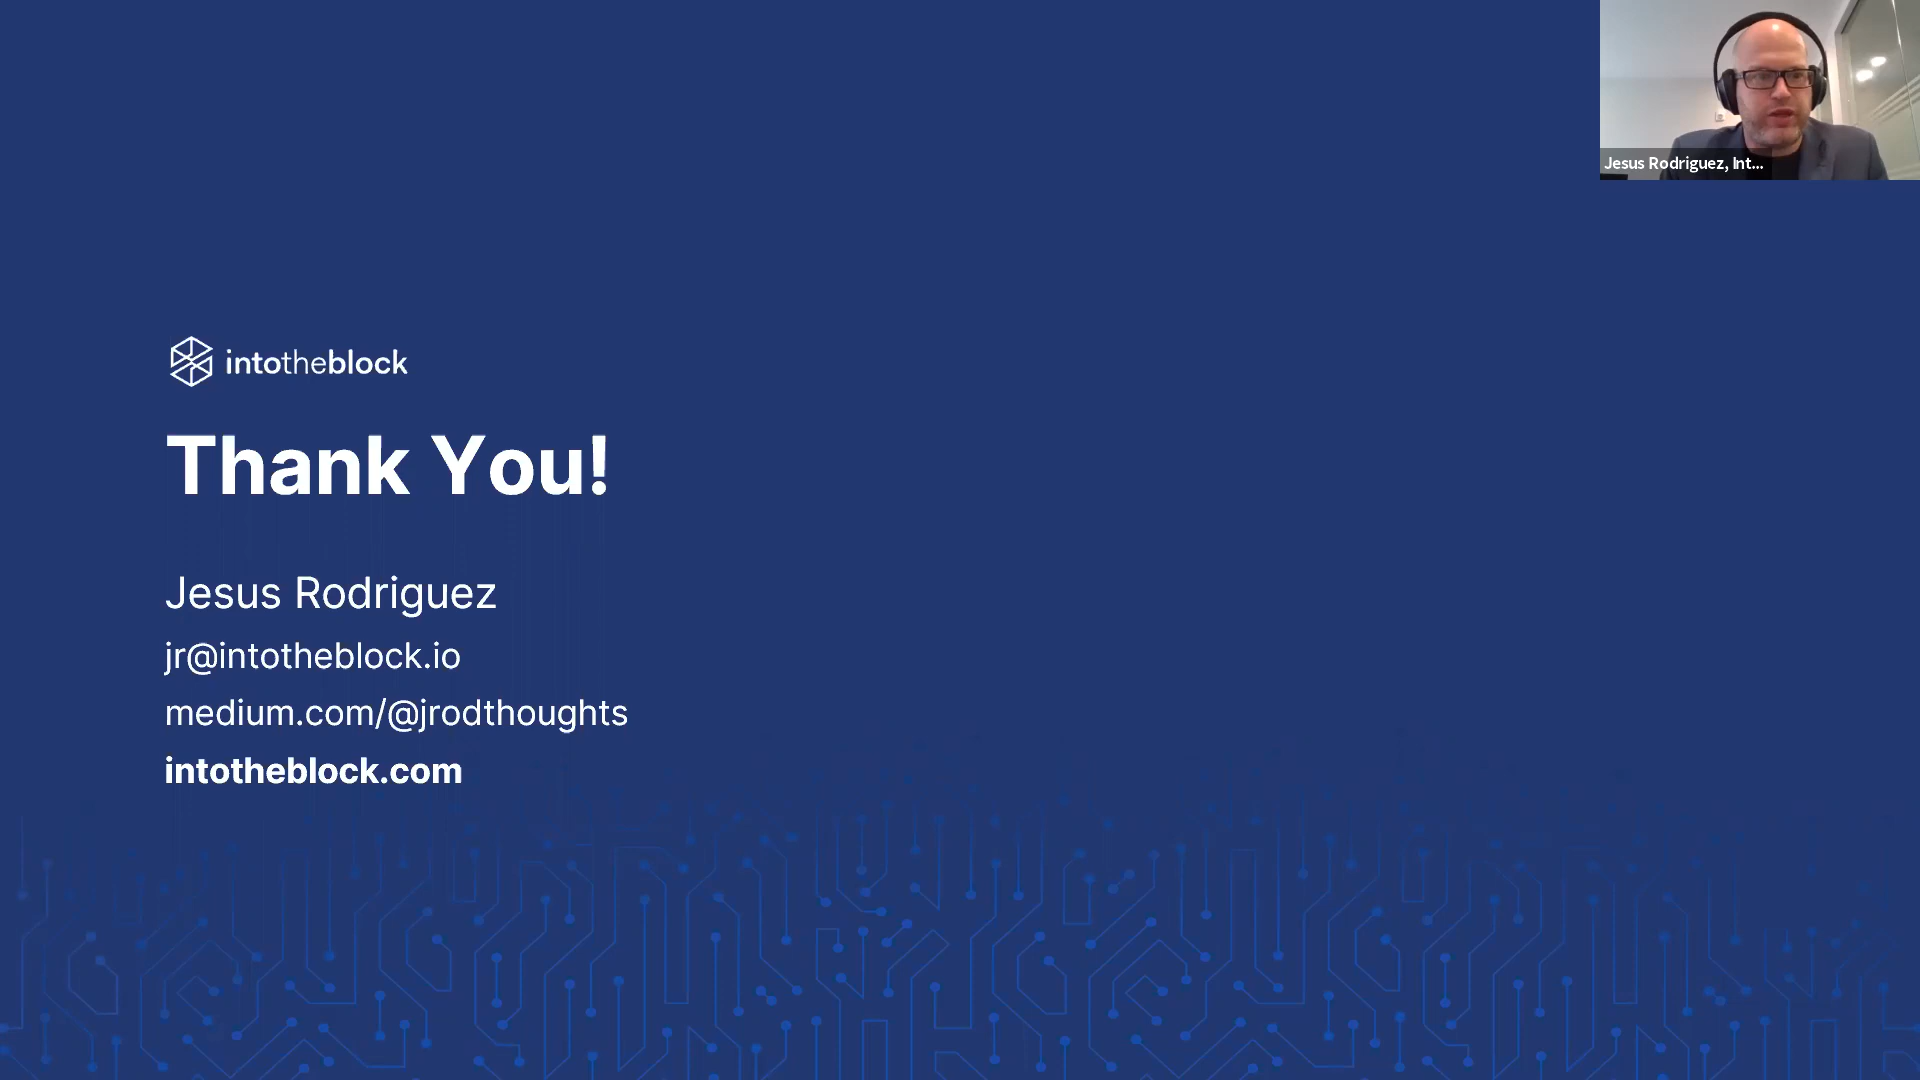 Jesus Rodriguez, Int...
intotheblock
Thank You!
Jesus Rodriguez
jr@intotheblock.io
medium.com/@jrodthoughts
intotheblock.com